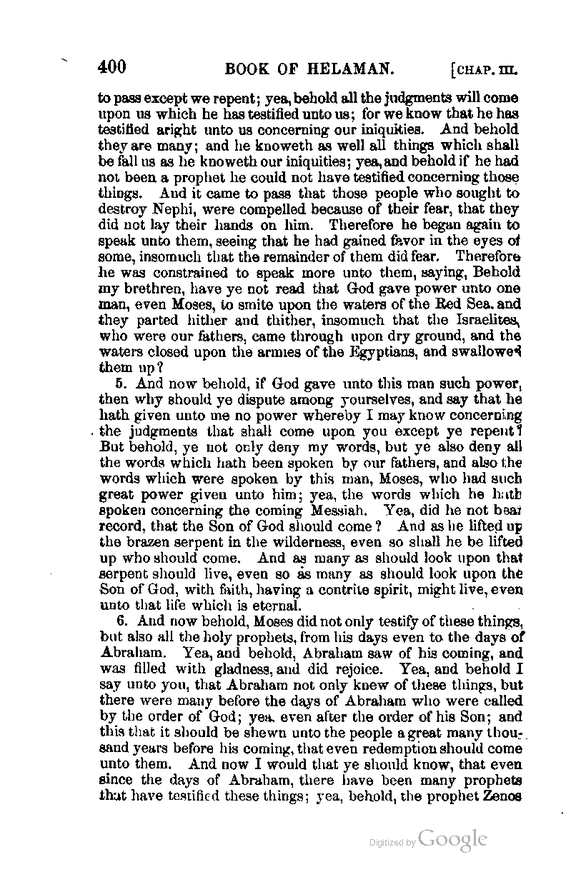 400 BOOK OF HELAMAN. [CHAP. III.
to pass except we repent; yea, behold all the judgments will come
upon us which he has testified unto us; for we know that he has
testified aright unto us concerning our iniquities. And behold
they are many; and he knoweth as well all things which shall
be fall us as he knoweth our iniquities; yea, and behold if he had
not been a prophet he could not have testified concerning those
things. And it came to pass that those people who sought to
destroy Nephi, were compelled because of their fear, that they
did not lay their hands on him. Therefore he began again to
speak unto them, seeing that he had gained favor in the eyes of
some, insomuch that the remainder of them did fear. Therefore
he was constrained to speak more unto them, saying, Behold
my brethren, have ye not read that God gave power unto one
man, even Moses, to smite upon the waters of the Red Sea, and
they parted hither and thither, insomuch that the Israelites,
who were our fathers, came through upon dry ground, and the
waters closed upon the armies of the Egyptians, and swallowed
them up?
5. And now behold, if God gave unto this man such power,
then why should ye dispute among yourselves, and say that he
hath given unto me no power whereby I may know concerning
the judgments that shall come upon you except ye repent?
But behold, ye not only deny my words, but ye also deny all
the words which hath been spoken by our fathers, and also the
words which were spoken by this man, Moses, who had such
great power given unto him; yea, the words which he hath
spoken concerning the coming Messiah. Yea, did he not bear
record, that the Son of God should come? And as he lifted up
the brazen serpent in the wilderness, even so shall he be lifted
up who should come. And as many as should look upon that
serpent should live, even so as many as should look upon the
Son of God, with faith, having a contrite spirit, might live, even
unto that life which is eternal.
6. And now behold, Moses did not only testify of these things,
but also all the holy prophets, from his days even to the days of
Abraham. Yea, and behold, Abraham saw of his coming, and
was filled with gladness, and did rejoice. Yea, and behold I
say unto you, that Abraham not only knew of these things, but
there were many before the days of Abraham who were called
by the order of God; yea, even after the order of his Son; and
this that it should be shewn unto the people a great many thou-
sand years before his coming, that even redemption should come
unto them. And now I would that ye should know, that even
since the days of Abraham, there have been many prophets
that have testified these things; yea, behold, the prophet Zenos
Digitized by Google